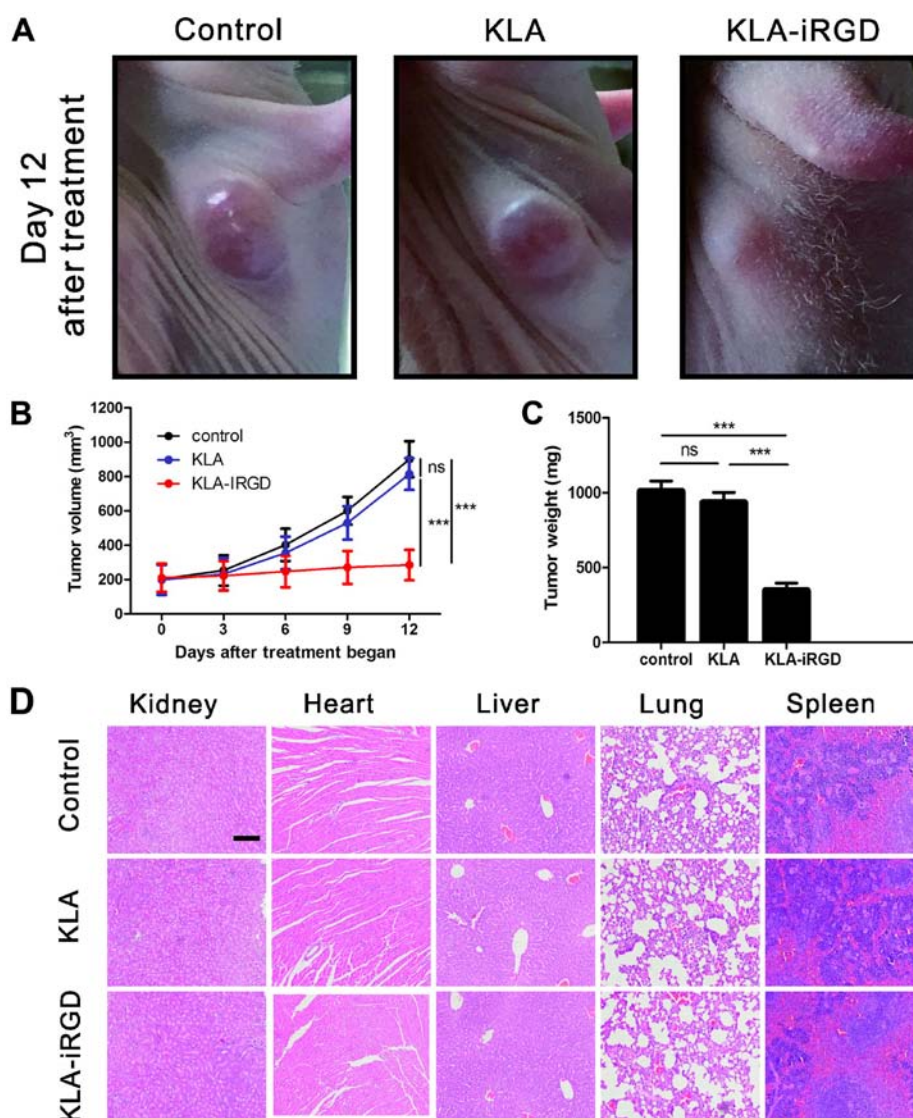 A
Control
KLA
KLA-iRGD
Day 12
after treatment
B
Tumor volume (mm³)
1200
1000
800
600
400
200
0
control
KLA
KLA-IRGD
ns
***
***
0 3 6 9 12
Days after treatment began
C
Tumor weight (mg)
1500
1000
500
0
***
ns
***
control KLA KLA-iRGD
D
Kidney Heart Liver Lung Spleen
Control
KLA
KLA-iRGD